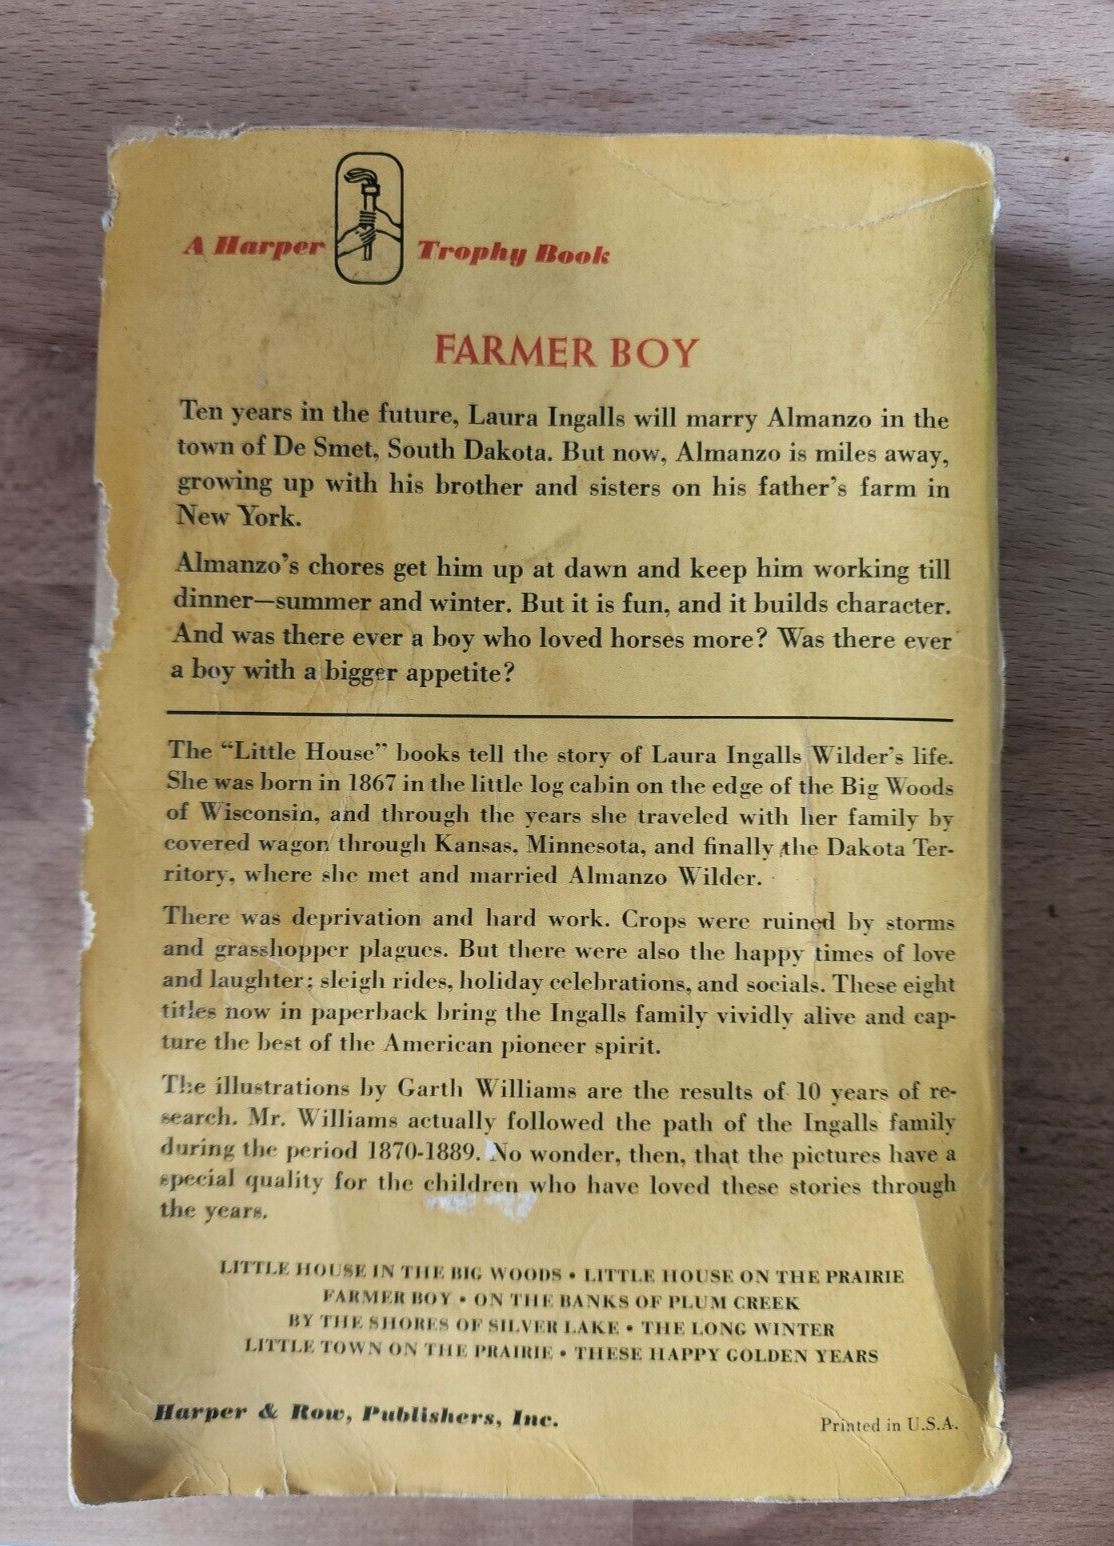 A Harper Trophy Book
FARMER BOY
Ten years in the future, Laura Ingalls will marry Almanzo in the
town of De Smet, South Dakota. But now, Almanzo is miles away,
growing up with his brother and sisters on his father's farm in
New York.
Almanzo's chores get him up at dawn and keep him working till
dinner—summer and winter. But it is fun, and it builds character.
And was there ever a boy who loved horses more? Was there ever
a boy with a bigger appetite?
The “Little House” books tell the story of Laura Ingalls Wilder's life.
She was born in 1867 in the little log cabin on the edge of the Big Woods
of Wisconsin, and through the years she traveled with her family by
covered wagon through Kansas, Minnesota, and finally the Dakota Ter-
ritory, where she met and married Almanzo Wilder.
There was deprivation and hard work. Crops were ruined by storms
and grasshopper plagues. But there were also the happy times of love
and laughter; sleigh rides, holiday celebrations, and socials. These eight
titles now in paperback bring the Ingalls family vividly alive and cap-
ture the best of the American pioneer spirit.
The illustrations by Garth Williams are the results of 10 years of re-
search. Mr. Williams actually followed the path of the Ingalls family
during the period 1870-1889. No wonder, then, that the pictures have a
special quality for the children who have loved these stories through
the years.
LITTLE HOUSE IN THE BIG WOODS • LITTLE HOUSE ON THE PRAIRIE
FARMER BOY • ON THE BANKS OF PLUM CREEK
BY THE SHORES OF SILVER LAKE • THE LONG WINTER
LITTLE TOWN ON THE PRAIRIE • THESE HAPPY GOLDEN YEARS
Harper & Row, Publishers, Inc.
Printed in U.S.A.